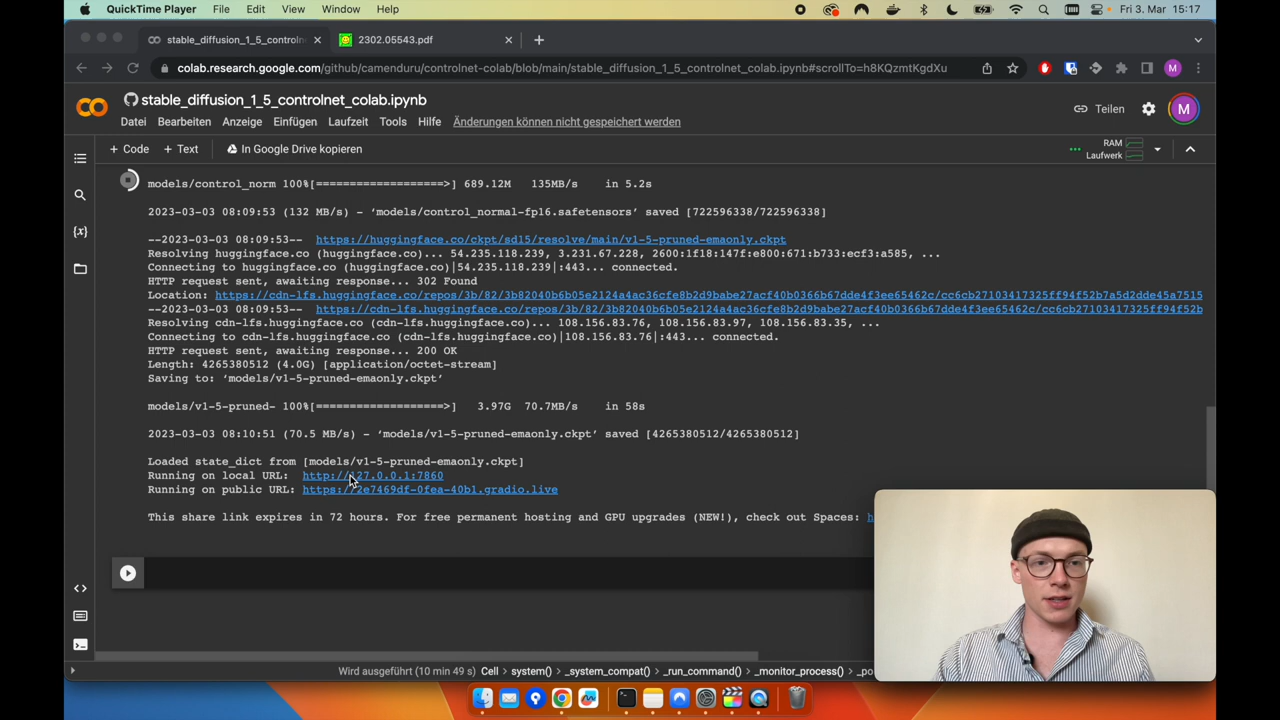 QuickTime Player File Edit View Window Help Fri 3. Mar 15:17
stable_diffusion_1_5_controln 2302.05543.pdf
colab.research.google.com/github/camenduru/controlnet-colab/blob/main/stable_diffusion_1_5_controlnet_colab.ipynb#scrollTo=h8KQzmtKgdXu M
CO stable_diffusion_1_5_controlnet_colab.ipynb Teilen M
Datei Bearbeiten Anzeige Einfügen Laufzeit Tools Hilfe Änderungen können nicht gespeichert werden
+ Code + Text In Google Drive kopieren RAM
Laufwerk
models/control_norm 100%[===================>] 689.12M 135MB/s in 5.2s
2023-03-03 08:09:53 (132 MB/s) - ‘models/control_normal-fp16.safetensors’ saved [722596338/722596338]
--2023-03-03 08:09:53-- https://huggingface.co/ckpt/sd15/resolve/main/v1-5-pruned-emaonly.ckpt
Resolving huggingface.co (huggingface.co)... 54.235.118.239, 3.231.67.228, 2600:1f18:147f:e800:671:b733:ecf3:a585, ...
Connecting to huggingface.co (huggingface.co)|54.235.118.239|:443... connected.
HTTP request sent, awaiting response... 302 Found
Location: https://cdn-lfs.huggingface.co/repos/3b/82/3b82040b6b05e2124a4ac36cfe8b2d9babe27acf40b0366b67dde4f3ee65462c/cc6cb27103417325ff94f52b7a5d2dde45a7515
--2023-03-03 08:09:53-- https://cdn-lfs.huggingface.co/repos/3b/82/3b82040b6b05e2124a4ac36cfe8b2d9babe27acf40b0366b67dde4f3ee65462c/cc6cb27103417325ff94f52b
Resolving cdn-lfs.huggingface.co (cdn-lfs.huggingface.co)... 108.156.83.76, 108.156.83.97, 108.156.83.35, ...
Connecting to cdn-lfs.huggingface.co (cdn-lfs.huggingface.co)|108.156.83.76|:443... connected.
HTTP request sent, awaiting response... 200 OK
Length: 4265380512 (4.0G) [application/octet-stream]
Saving to: ‘models/v1-5-pruned-emaonly.ckpt’
models/v1-5-pruned- 100%[===================>] 3.97G 70.7MB/s in 58s
2023-03-03 08:10:51 (70.5 MB/s) - ‘models/v1-5-pruned-emaonly.ckpt’ saved [4265380512/4265380512]
Loaded state_dict from [models/v1-5-pruned-emaonly.ckpt]
Running on local URL: http://127.0.0.1:7860
Running on public URL: https://2e7469df-0fea-40b1.gradio.live
This share link expires in 72 hours. For free permanent hosting and GPU upgrades (NEW!), check out Spaces: h
Wird ausgeführt (10 min 49 s) Cell > system() > _system_compat() > _run_command() > _monitor_process() > _po